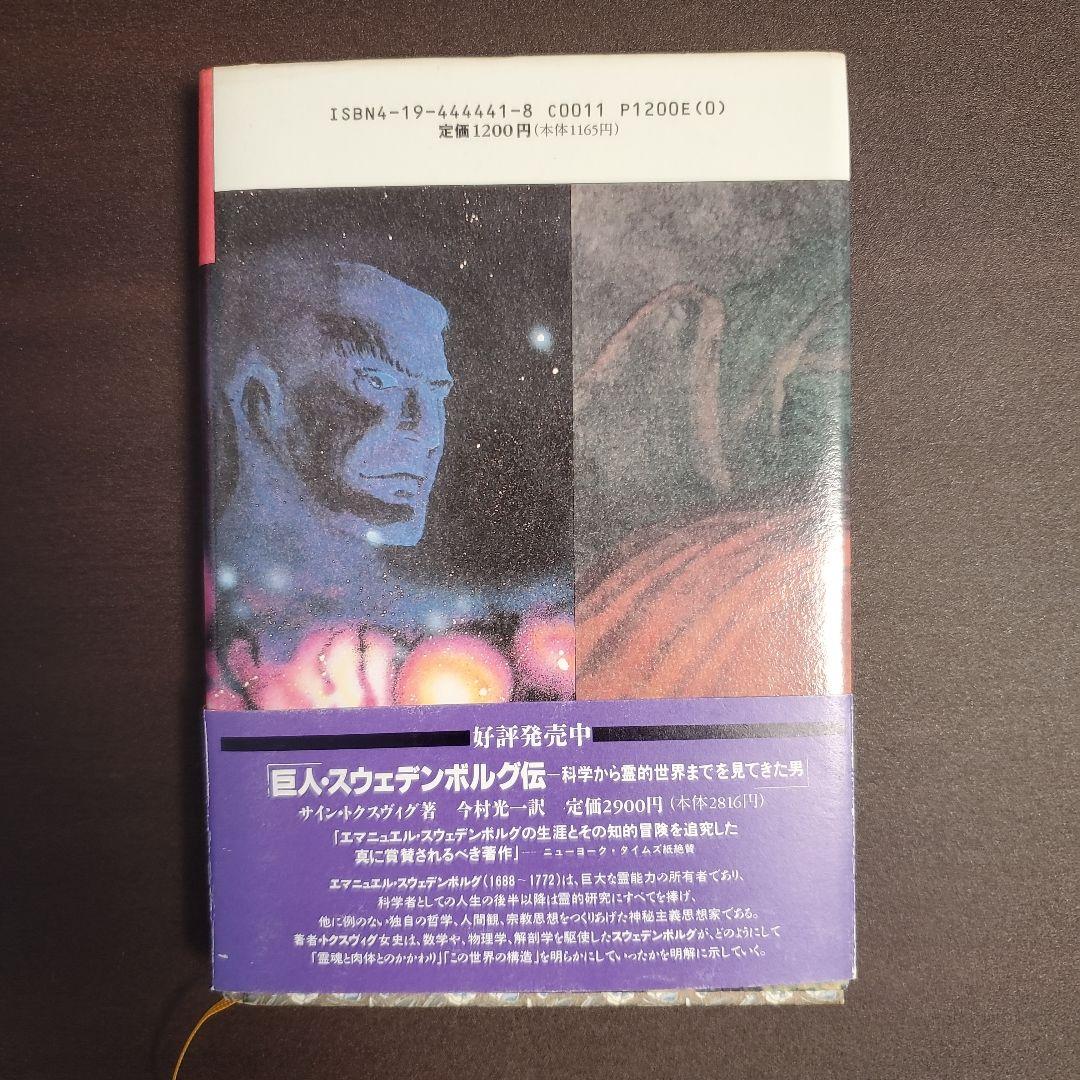 ISBN4-19-444441-8 C0011 P1200E(0)
定価1200円(本体1165円)
好評発売中
「巨人・スウェデンボルグ伝─科学から霊的世界までを見てきた男」
サイン・トクスヴィグ著 今村光一訳 定価2900円(本体2816円)
「エマニュエル・スウェデンボルグの生涯とその知的冒険を追究した
真に賞賛されるべき著作」── ニューヨーク・タイムズ紙絶賛
エマニュエル・スウェデンボルグ(1688~1772)は、巨大な霊能力の所有者であり、
科学者としての人生の後半以降は霊的研究にすべてを捧げ、
他に例のない独自の哲学、人間観、宗教思想をつくりあげた神秘主義思想家である。
著者・トクスヴィグ女史は、数学や、物理学、解剖学を駆使したスウェデンボルグが、どのようにして
「霊魂と肉体とのかかわり」「この世界の構造」を明らかにしていったかを明解に示していく。